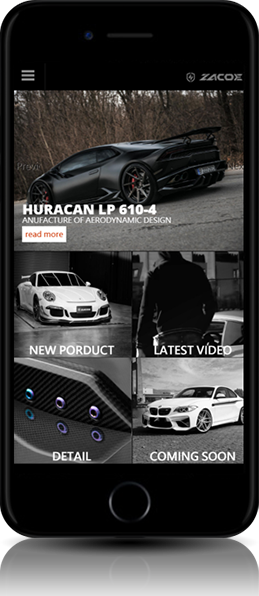 ZACOE
HURACAN LP 610-4
ANUFACTURE OF AERODYNAMIC DESIGN
read more
NEW PORDUCT
LATEST VIDEO
DETAIL
COMING SOON